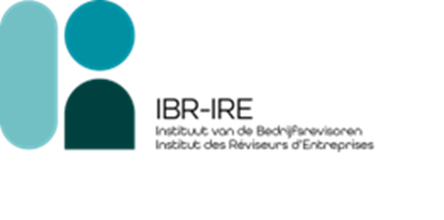 IBR-IRE
Instituut van de Bedrijfsrevisoren
Institut des Réviseurs d'Entreprises